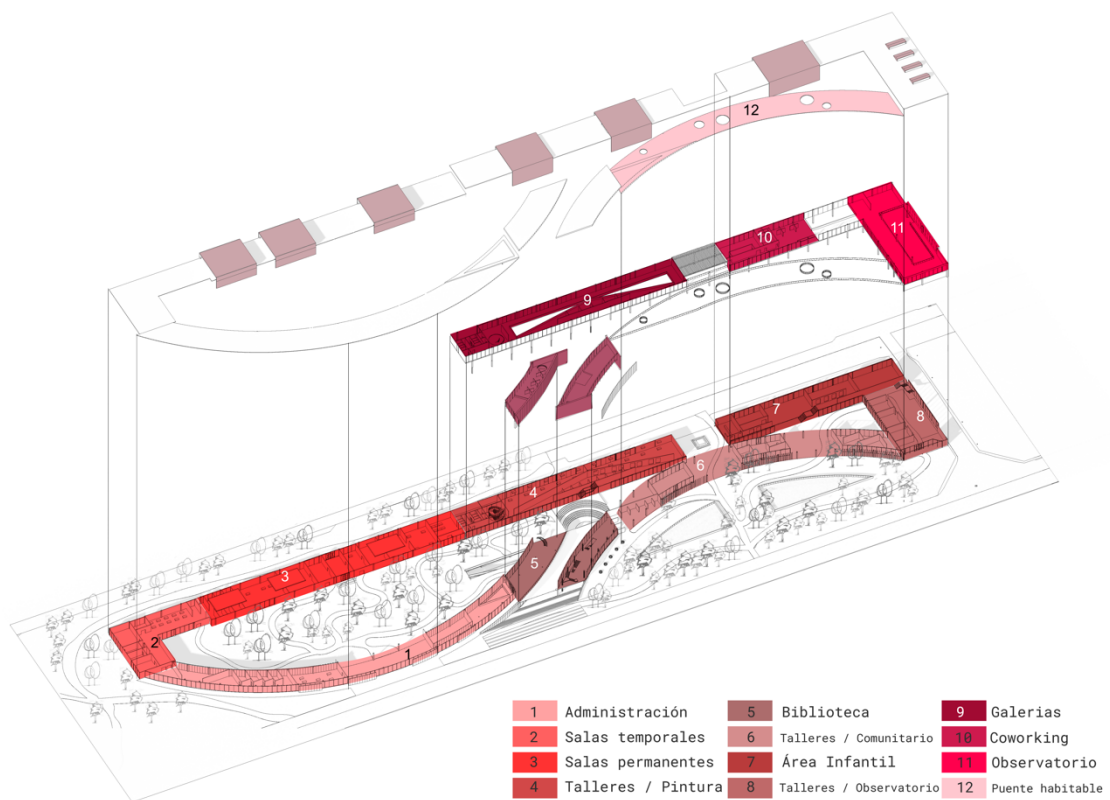 12
11
10
9
7
8
6
4
5
3
2
1
1 Administración
2 Salas temporales
3 Salas permanentes
4 Talleres / Pintura
5 Biblioteca
6 Talleres / Comunitario
7 Área Infantil
8 Talleres / Observatorio
9 Galerias
10 Coworking
11 Observatorio
12 Puente habitable